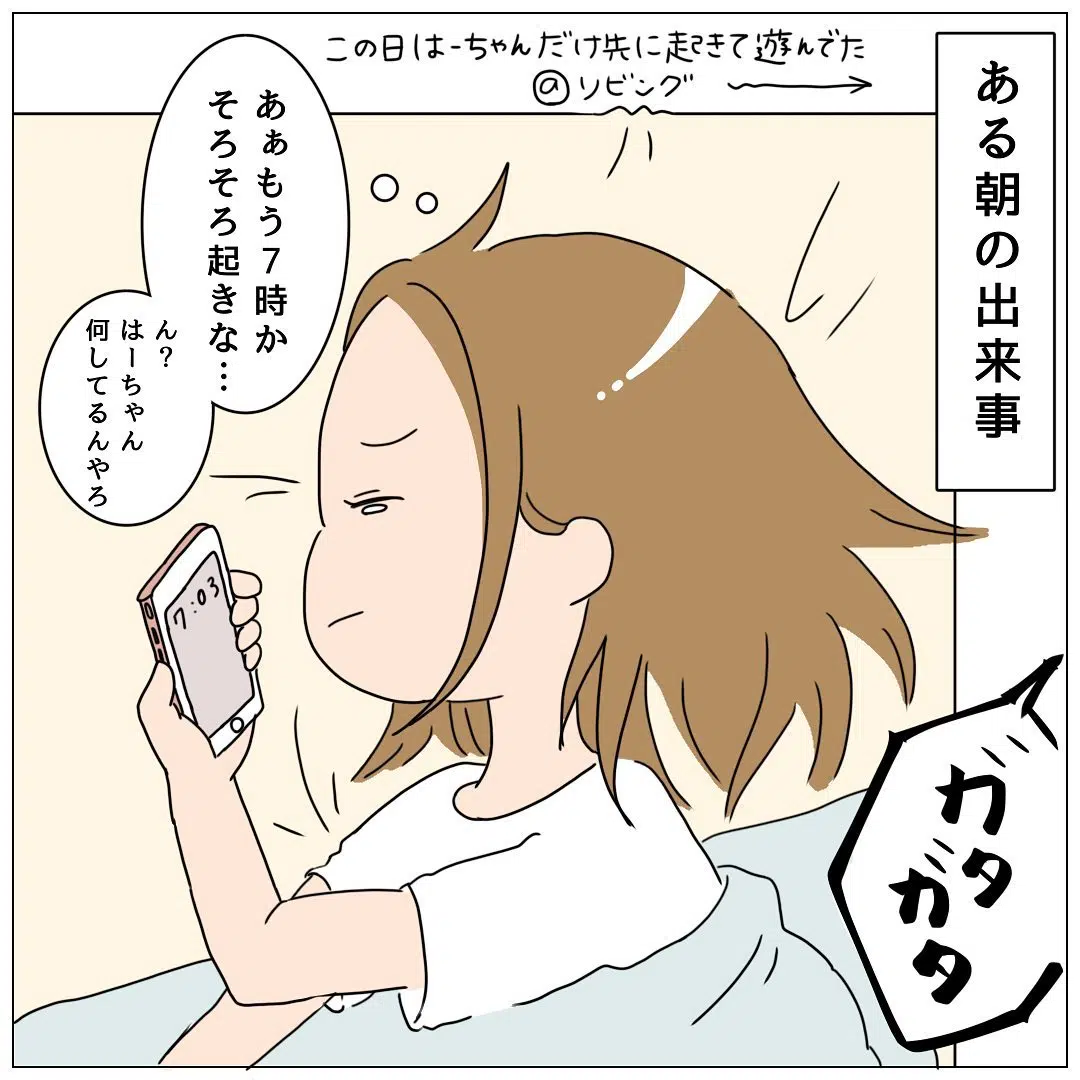 ある朝の出来事
この日はーちゃんだけ先に起きて遊んでた
@リビング
あぁもう7時か
そろそろ起きな…
ん?
はーちゃん
何してるんやろ
7:03
ガタ
ガタ